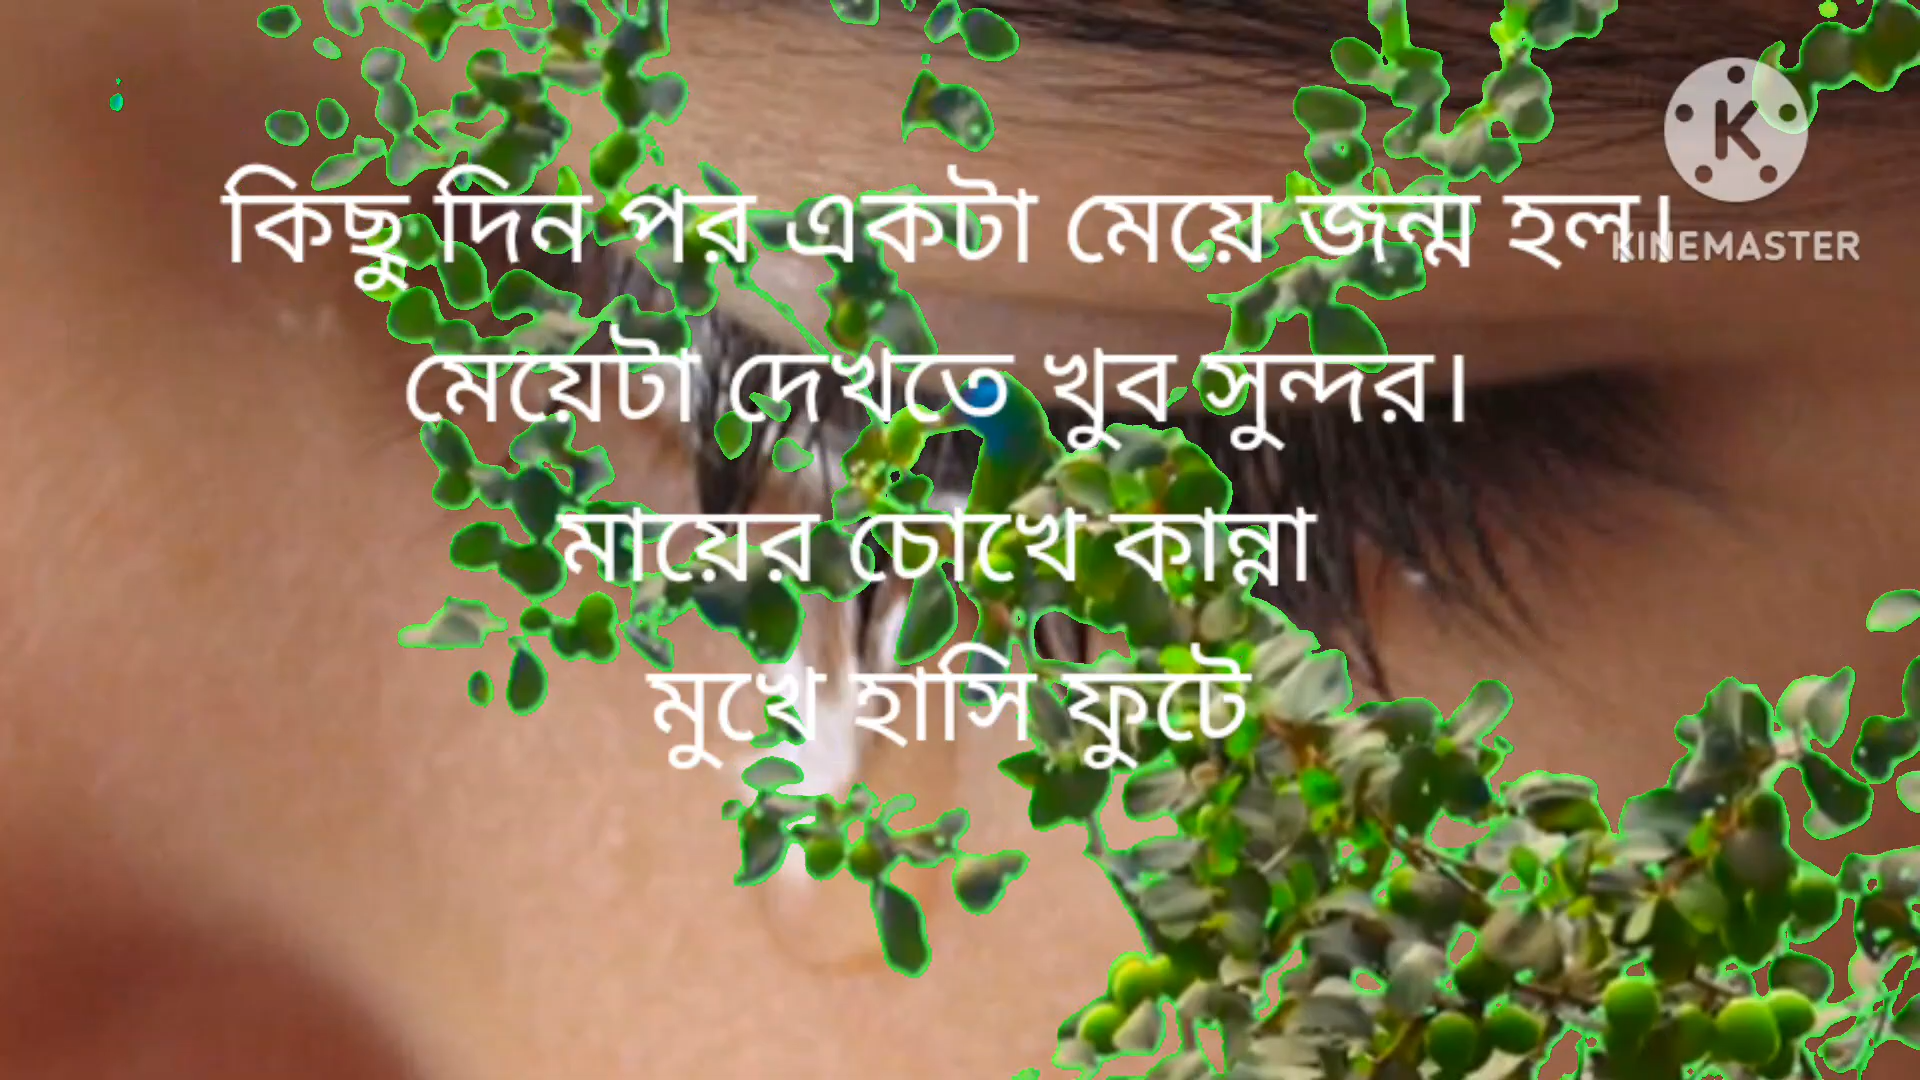 কিছু দিন পর একটা মেয়ে জন্ম হল।
KINEMASTER
মেয়েটা দেখতে খুব সুন্দর।
মায়ের চোখে কান্না
মুখে হাসি ফুটে